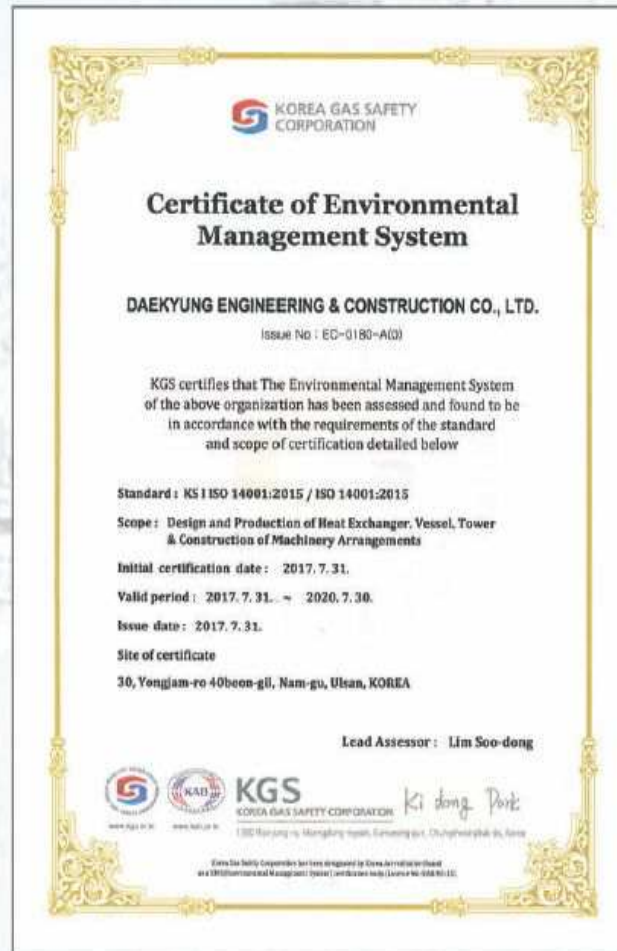 KOREA GAS SAFETY
CORPORATION
Certificate of Environmental
Management System
DAEKYUNG ENGINEERING & CONSTRUCTION CO., LTD.
Issue No : EC-0180-A(0)
KGS certifies that The Environmental Management System
of the above organization has been assessed and found to be
in accordance with the requirements of the standard
and scope of certification detailed below
Standard : KS I ISO 14001:2015 / ISO 14001:2015
Scope : Design and Production of Heat Exchanger, Vessel, Tower
& Construction of Machinery Arrangements
Initial certification date : 2017. 7. 31.
Valid period : 2017. 7. 31. ~ 2020. 7. 30.
Issue date : 2017. 7. 31.
Site of certificate
30, Yongjam-ro 40beon-gil, Nam-gu, Ulsan, KOREA
Lead Assessor : Lim Soo-dong
KAB
KGS
KOREA GAS SAFETY CORPORATION
Ki dong Park